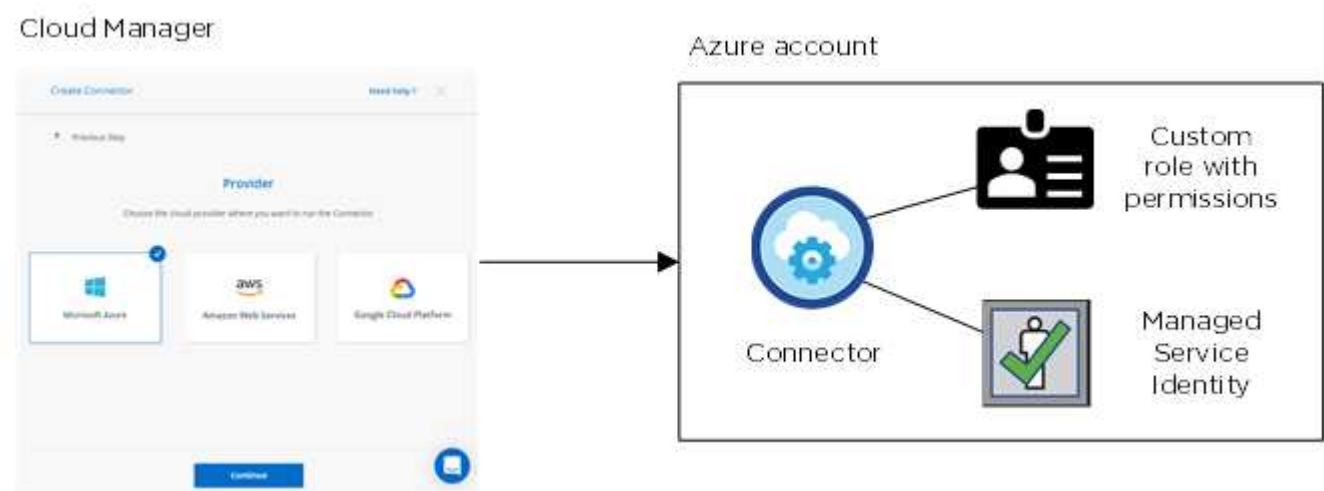 Cloud Manager
Create Connector
Need help?
Previous Step
Provider
Choose the cloud provider where you want to run the Connector
Microsoft Azure
aws
Amazon Web Services
Google Cloud Platform
Continue
Azure account
Custom
role with
permissions
Connector
Managed
Service
Identity